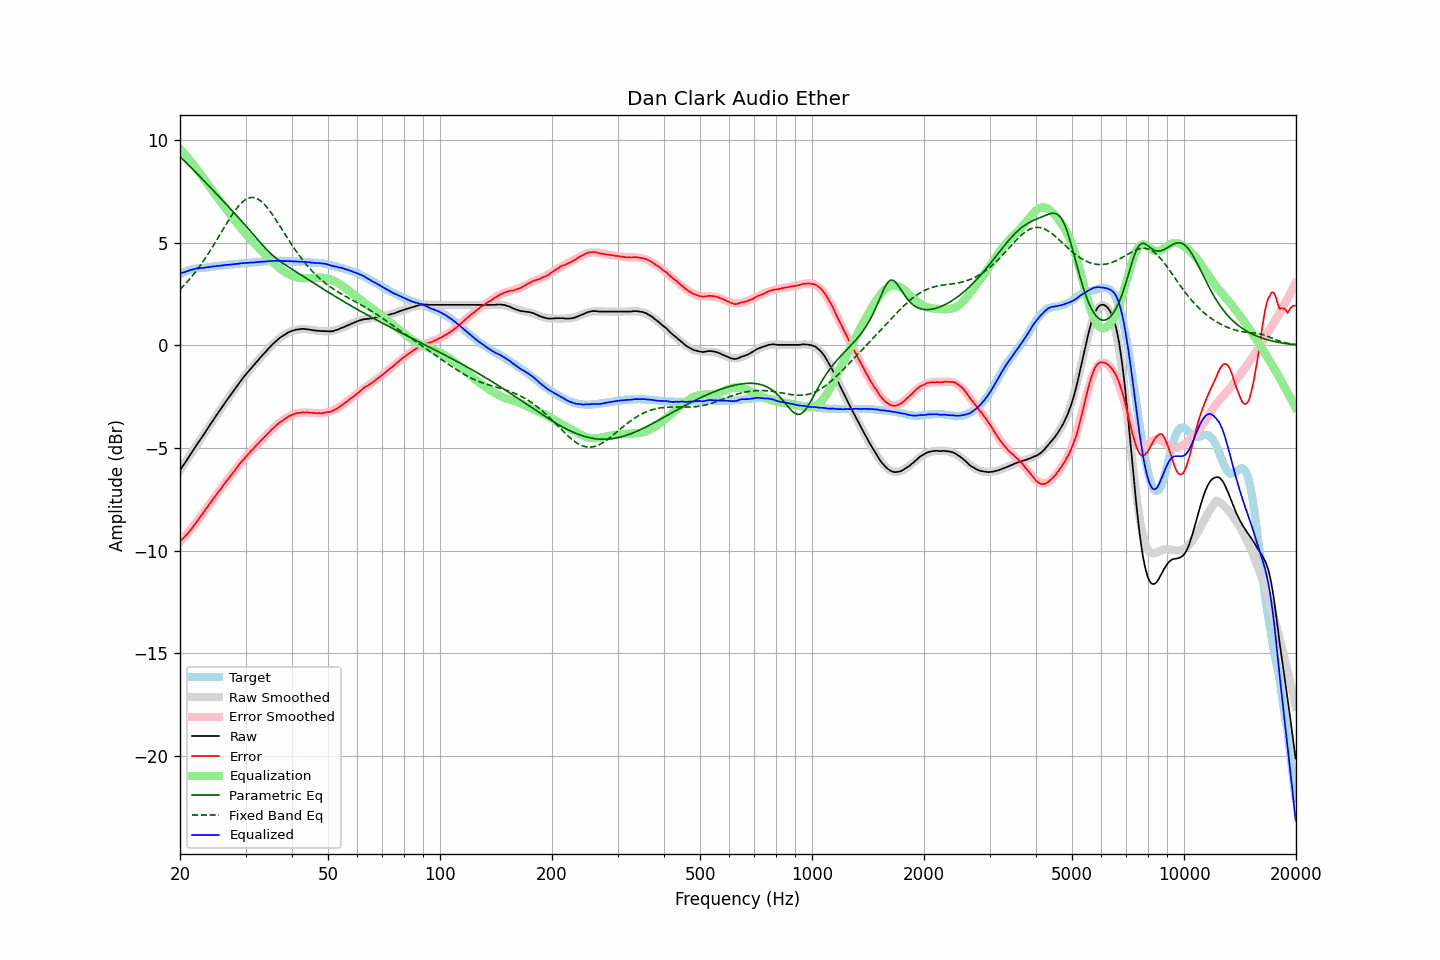 Dan Clark Audio Ether
Amplitude (dBr)
10
5
0
−5
−10
−15
−20
Target
Raw Smoothed
Error Smoothed
Raw
Error
Equalization
Parametric Eq
Fixed Band Eq
Equalized
20 50 100 200 500 1000 2000 5000 10000 20000
Frequency (Hz)